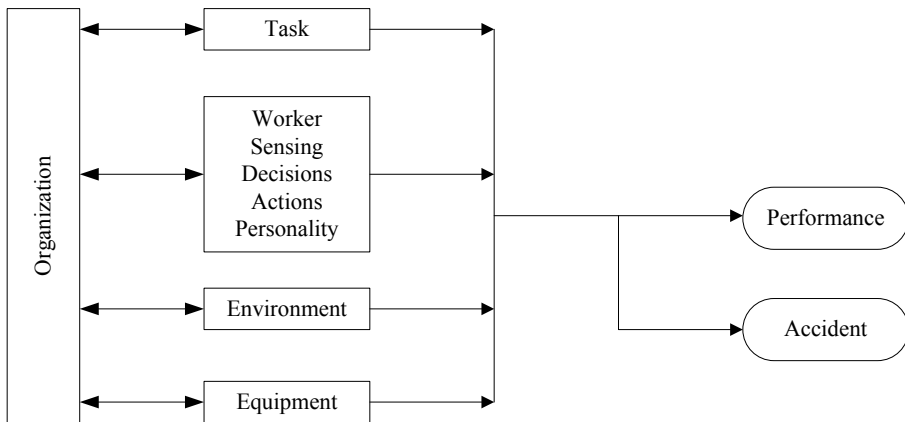 Organization
Task
Worker
Sensing
Decisions
Actions
Personality
Environment
Equipment
Performance
Accident